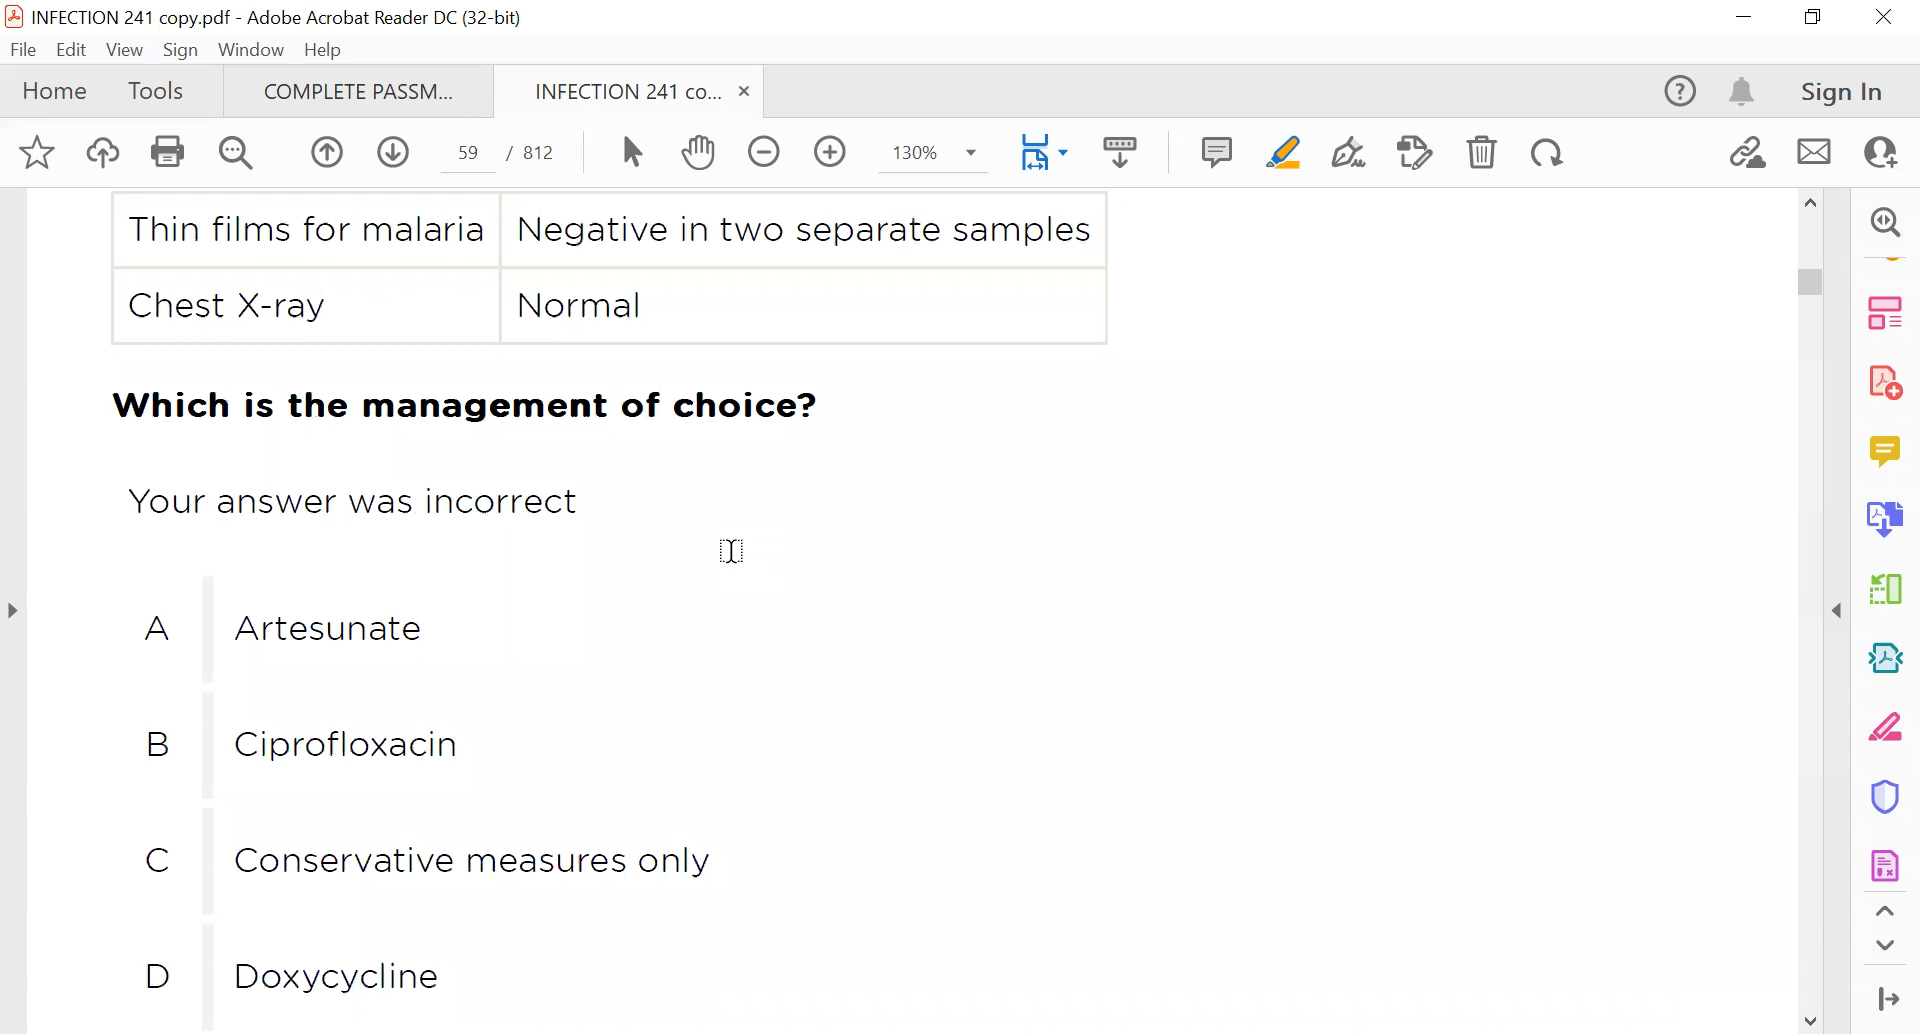 INFECTION 241 copy.pdf - Adobe Acrobat Reader DC (32-bit)
File Edit View Sign Window Help
Home Tools COMPLETE PASSM... INFECTION 241 co... × Sign In
59 / 812 130%
Thin films for malaria Negative in two separate samples
Chest X-ray Normal
Which is the management of choice?
Your answer was incorrect
A Artesunate
B Ciprofloxacin
C Conservative measures only
D Doxycycline